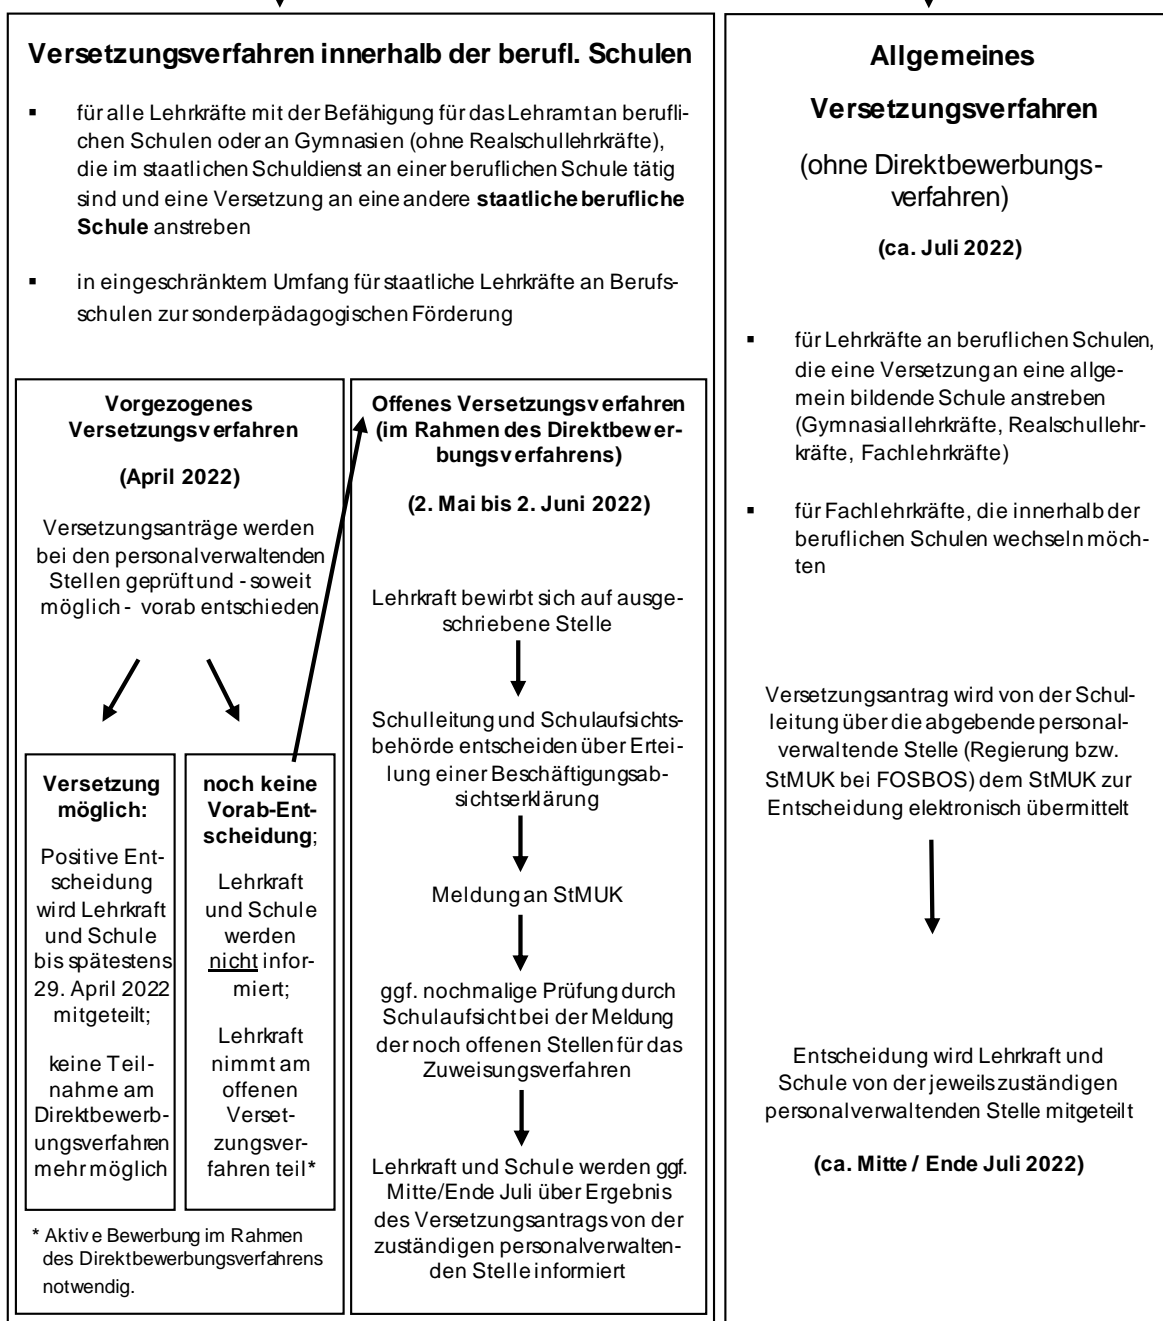 Versetzungsverfahren innerhalb der berufl. Schulen
▪ für alle Lehrkräfte mit der Befähigung für das Lehramt an berufli-
chen Schulen oder an Gymnasien (ohne Realschullehrkräfte),
die im staatlichen Schuldienst an einer beruflichen Schule tätig
sind und eine Versetzung an eine andere staatliche berufliche
Schule anstreben
▪ in eingeschränktem Umfang für staatliche Lehrkräfte an Berufs-
schulen zur sonderpädagogischen Förderung
Vorgezogenes
Versetzungsverfahren
(April 2022)
Versetzungsanträge werden
bei den personalverwaltenden
Stellen geprüft und - soweit
möglich - vorab entschieden
Versetzung
möglich:
Positive Ent-
scheidung
wird Lehrkraft
und Schule
bis spätestens
29. April 2022
mitgeteilt;
keine Teil-
nahme am
Direktbewerb-
ungsverfahren
mehr möglich
noch keine
Vorab-Ent-
scheidung;
Lehrkraft
und Schule
werden
nicht infor-
miert;
Lehrkraft
nimmt am
offenen
Verset-
zungsver-
fahren teil*
* Aktive Bewerbung im Rahmen
des Direktbewerbungsverfahrens
notwendig.
Offenes Versetzungsverfahren
(im Rahmen des Direktbewer-
bungsverfahrens)
(2. Mai bis 2. Juni 2022)
Lehrkraft bewirbt sich auf ausge-
schriebene Stelle
Schulleitung und Schulaufsichts-
behörde entscheiden über Ertei-
lung einer Beschäftigungsab-
sichtserklärung
Meldung an StMUK
ggf. nochmalige Prüfung durch
Schulaufsicht bei der Meldung
der noch offenen Stellen für das
Zuweisungsverfahren
Lehrkraft und Schule werden ggf.
Mitte/Ende Juli über Ergebnis
des Versetzungsantrags von der
zuständigen personalverwalten-
den Stelle informiert
Allgemeines
Versetzungsverfahren
(ohne Direktbewerbungs-
verfahren)
(ca. Juli 2022)
▪ für Lehrkräfte an beruflichen Schulen,
die eine Versetzung an eine allge-
mein bildende Schule anstreben
(Gymnasiallehrkräfte, Realschullehr-
kräfte, Fachlehrkräfte)
▪ für Fachlehrkräfte, die innerhalb der
beruflichen Schulen wechseln möch-
ten
Versetzungsantrag wird von der Schul-
leitung über die abgebende personal-
verwaltende Stelle (Regierung bzw.
StMUK bei FOSBOS) dem StMUK zur
Entscheidung elektronisch übermittelt
Entscheidung wird Lehrkraft und
Schule von der jeweils zuständigen
personalverwaltenden Stelle mitgeteilt
(ca. Mitte / Ende Juli 2022)